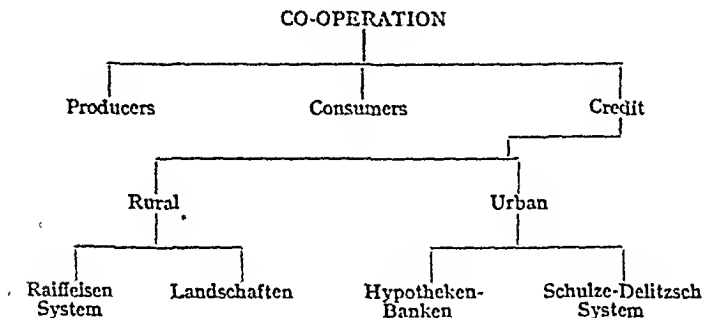 CO-OPERATION
Producers Consumers Credit
Rural Urban
Raiffeisen System Landschaften Hypotheken-Banken Schulze-Delitzsch System